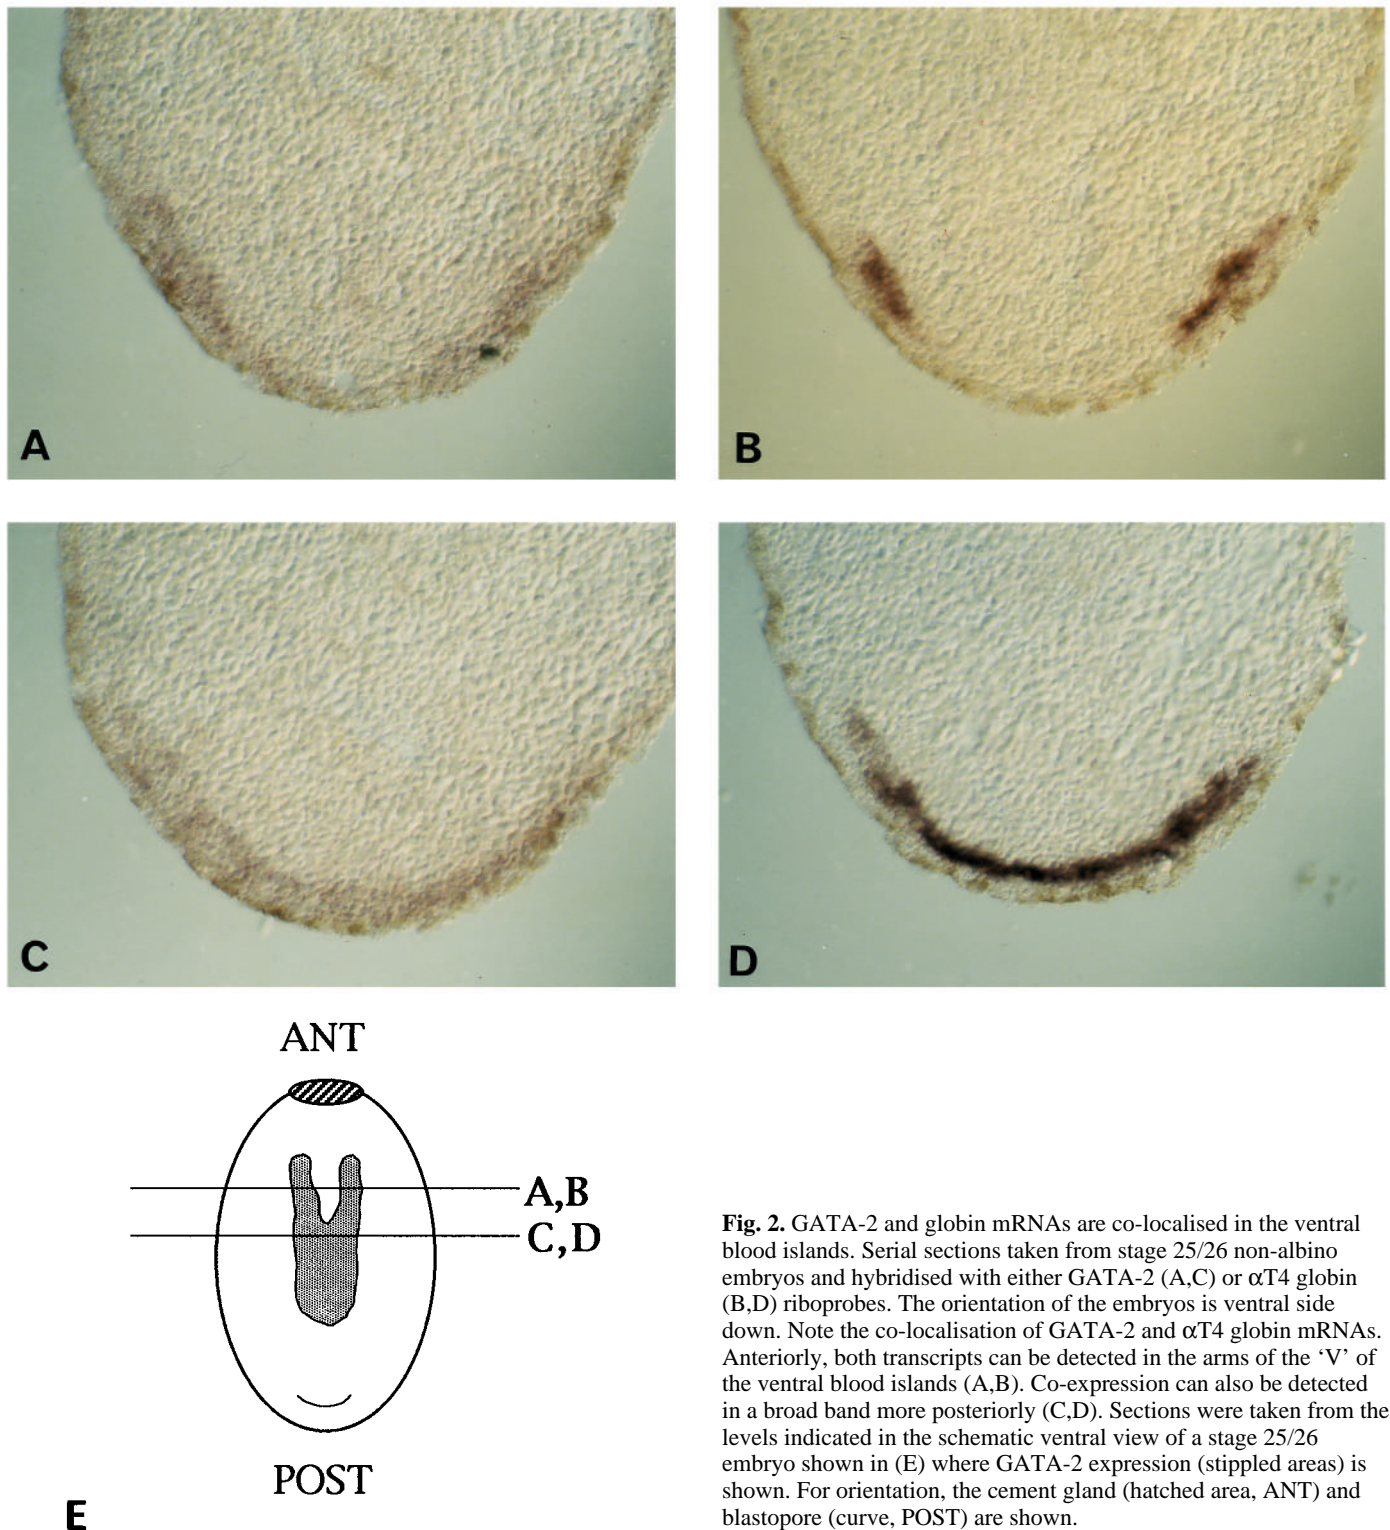 A
B
C
D
ANT
A,B
C,D
POST
E
Fig. 2. GATA-2 and globin mRNAs are co-localised in the ventral
blood islands. Serial sections taken from stage 25/26 non-albino
embryos and hybridised with either GATA-2 (A,C) or αT4 globin
(B,D) riboprobes. The orientation of the embryos is ventral side
down. Note the co-localisation of GATA-2 and αT4 globin mRNAs.
Anteriorly, both transcripts can be detected in the arms of the ‘V’ of
the ventral blood islands (A,B). Co-expression can also be detected
in a broad band more posteriorly (C,D). Sections were taken from the
levels indicated in the schematic ventral view of a stage 25/26
embryo shown in (E) where GATA-2 expression (stippled areas) is
shown. For orientation, the cement gland (hatched area, ANT) and
blastopore (curve, POST) are shown.